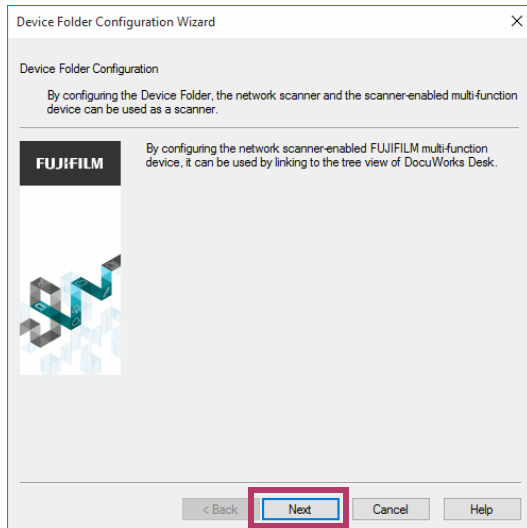 Device Folder Configuration Wizard
Device Folder Configuration
By configuring the Device Folder, the network scanner and the scanner-enabled multi-function
device can be used as a scanner.
FUJIFILM
By configuring the network scanner-enabled FUJIFILM multi-function
device, it can be used by linking to the tree view of DocuWorks Desk.
< Back
Next
Cancel
Help